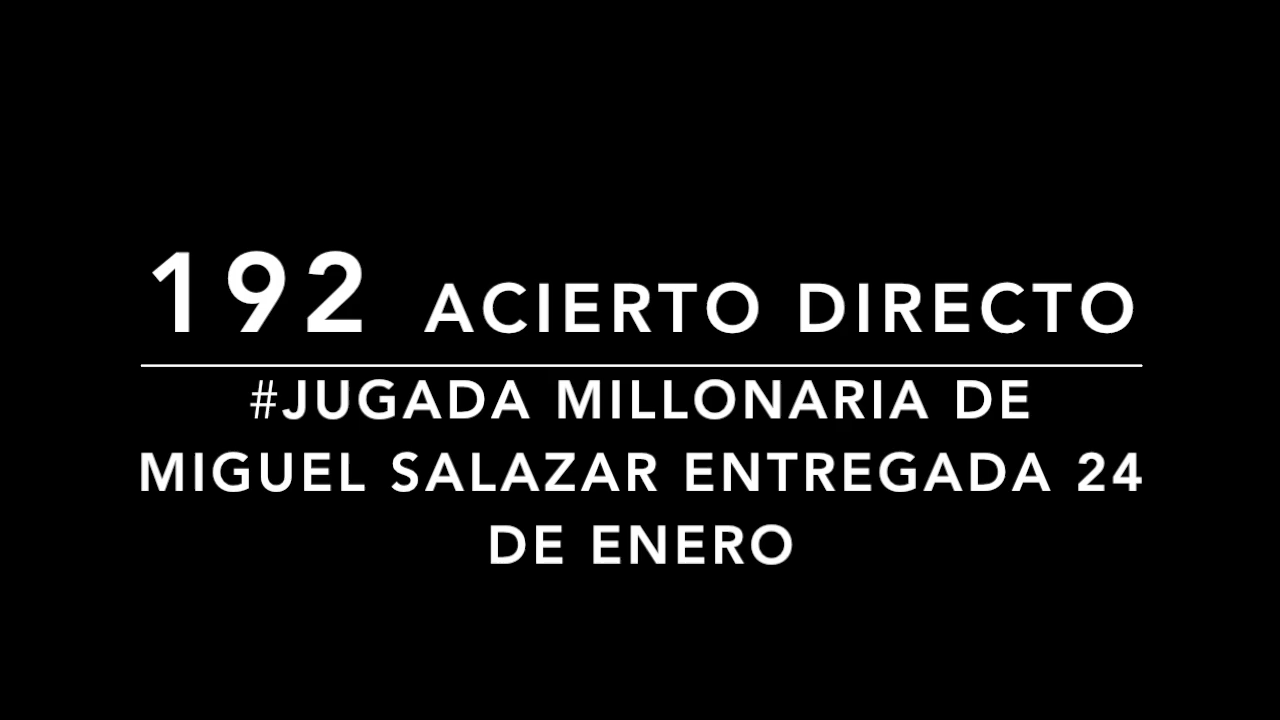 192 ACIERTO DIRECTO
#JUGADA MILLONARIA DE
MIGUEL SALAZAR ENTREGADA 24
DE ENERO